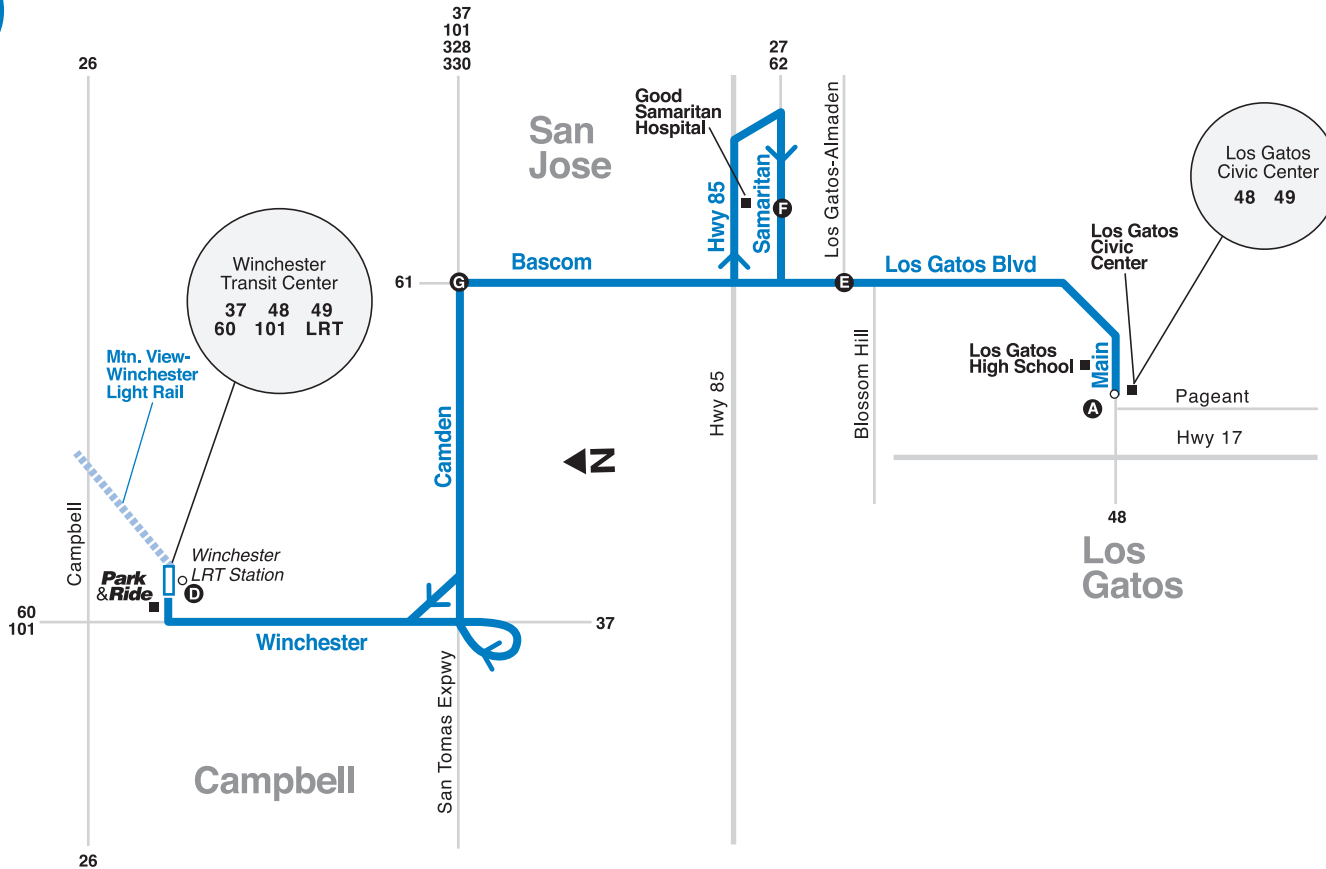 37
101
328
330
26
27
62
Good
Samaritan
Hospital
San
Jose
Los Gatos-Almaden
Hwy 85
Samaritan
F
Los Gatos
Civic Center
48 49
Los Gatos
Civic
Center
Winchester
Transit Center
37 48 49
60 101 LRT
61
G
Bascom
E
Los Gatos Blvd
Mtn. View-
Winchester
Light Rail
Los Gatos
High School
Main
A
Pageant
Hwy 17
Hwy 85
Blossom Hill
Camden
N
48
Los
Gatos
Campbell
Winchester
LRT Station
Park
&Ride
D
60
101
Winchester
37
San Tomas Expwy
Campbell
26